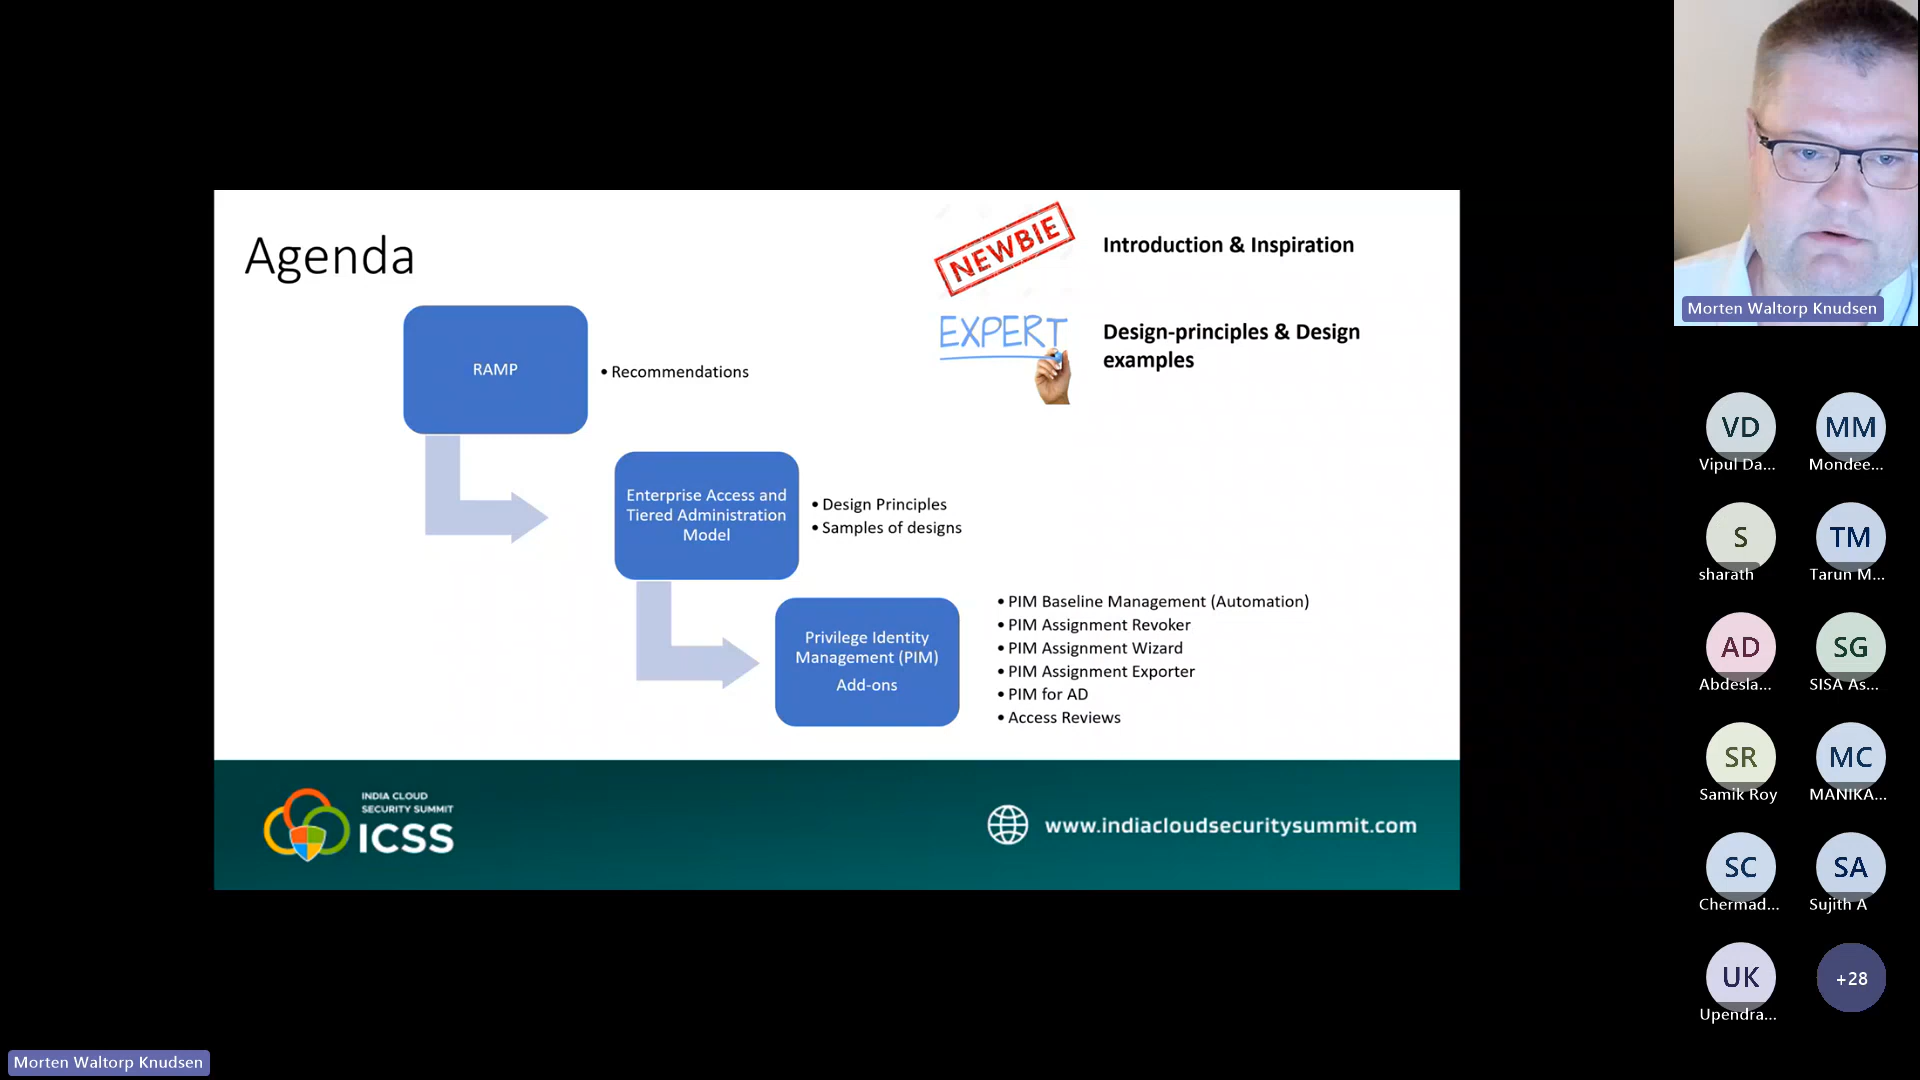 Agenda
NEWBIE
Introduction & Inspiration
EXPERT
Design-principles & Design
examples
RAMP
• Recommendations
Enterprise Access and
Tiered Administration
Model
• Design Principles
• Samples of designs
Privilege Identity
Management (PIM)
Add-ons
• PIM Baseline Management (Automation)
• PIM Assignment Revoker
• PIM Assignment Wizard
• PIM Assignment Exporter
• PIM for AD
• Access Reviews
INDIA CLOUD
SECURITY SUMMIT
ICSS
www.indiacloudsecuritysummit.com
Morten Waltorp Knudsen
VD
Vipul Da...
MM
Mondee...
S
sharath
TM
Tarun M...
AD
Abdesla...
SG
SISA As...
SR
Samik Roy
MC
MANIKA...
SC
Chermad...
SA
Sujith A
UK
Upendra...
+28
Morten Waltorp Knudsen